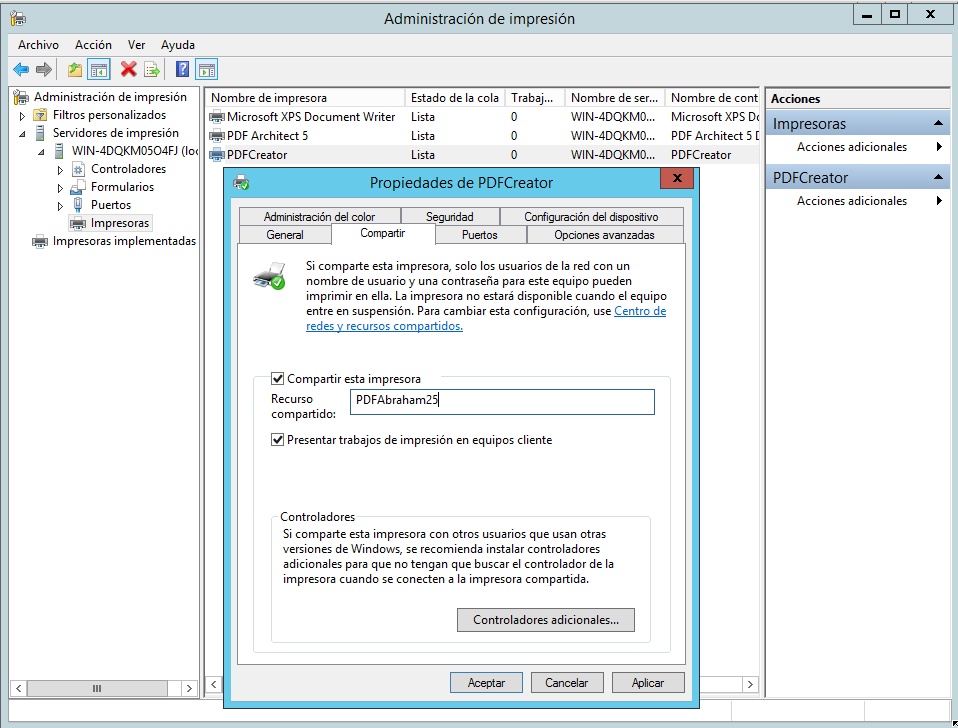 Administración de impresión
Archivo Acción Ver Ayuda
Administración de impresión
Filtros personalizados
Servidores de impresión
WIN-4DQKM05O4FJ (loc
Controladores
Formularios
Puertos
Impresoras
Impresoras implementadas
Nombre de impresora Estado de la cola Trabaj... Nombre de ser... Nombre de cont
Microsoft XPS Document Writer Lista 0 WIN-4DQKM0... Microsoft XPS Do
PDF Architect 5 Lista 0 WIN-4DQKM0... PDF Architect 5 D
PDFCreator Lista 0 WIN-4DQKM0... PDFCreator
Acciones
Impresoras
Acciones adicionales
PDFCreator
Acciones adicionales
Propiedades de PDFCreator
Administración del color Seguridad Configuración del dispositivo
General Compartir Puertos Opciones avanzadas
Si comparte esta impresora, solo los usuarios de la red con un
nombre de usuario y una contraseña para este equipo pueden
imprimir en ella. La impresora no estará disponible cuando el equipo
entre en suspensión. Para cambiar esta configuración, use Centro de
redes y recursos compartidos.
Compartir esta impresora
Recurso
compartido:
PDFAbraham25
Presentar trabajos de impresión en equipos cliente
Controladores
Si comparte esta impresora con otros usuarios que usan otras
versiones de Windows, se recomienda instalar controladores
adicionales para que no tengan que buscar el controlador de la
impresora cuando se conecten a la impresora compartida.
Controladores adicionales...
Aceptar Cancelar Aplicar